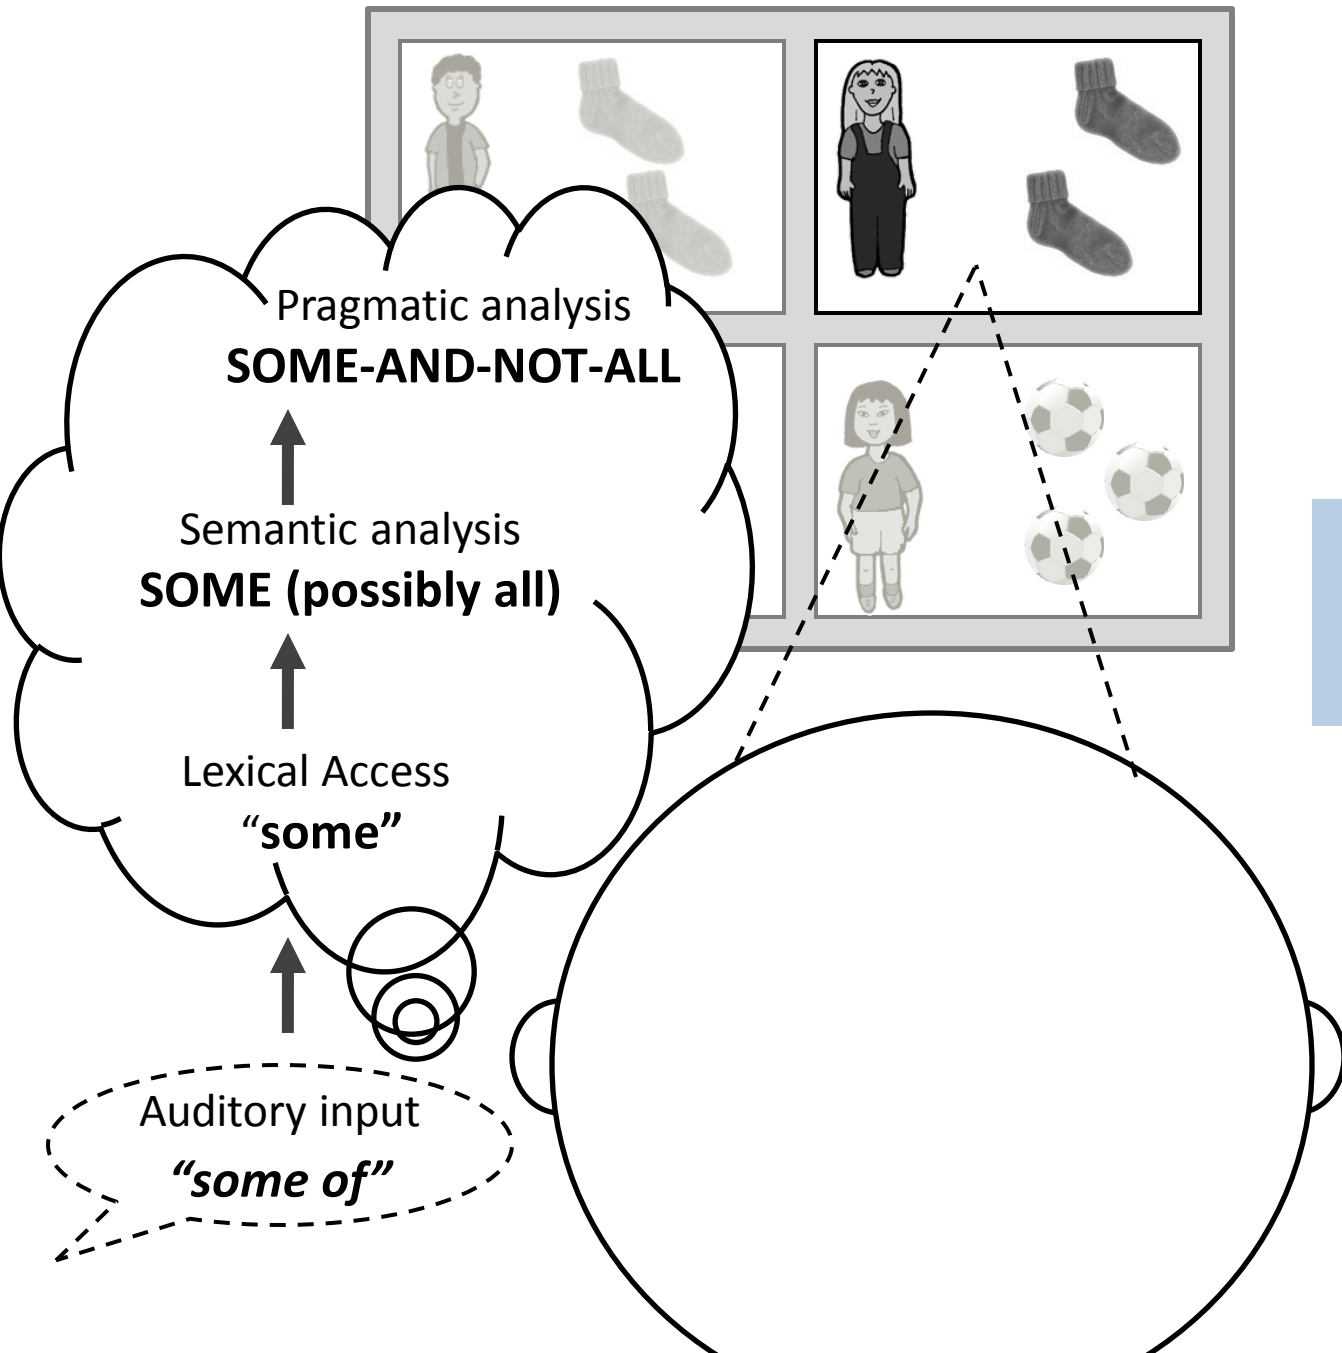 Pragmatic analysis
SOME-AND-NOT-ALL
Semantic analysis
SOME (possibly all)
Lexical Access
“some”
Auditory input
“some of”